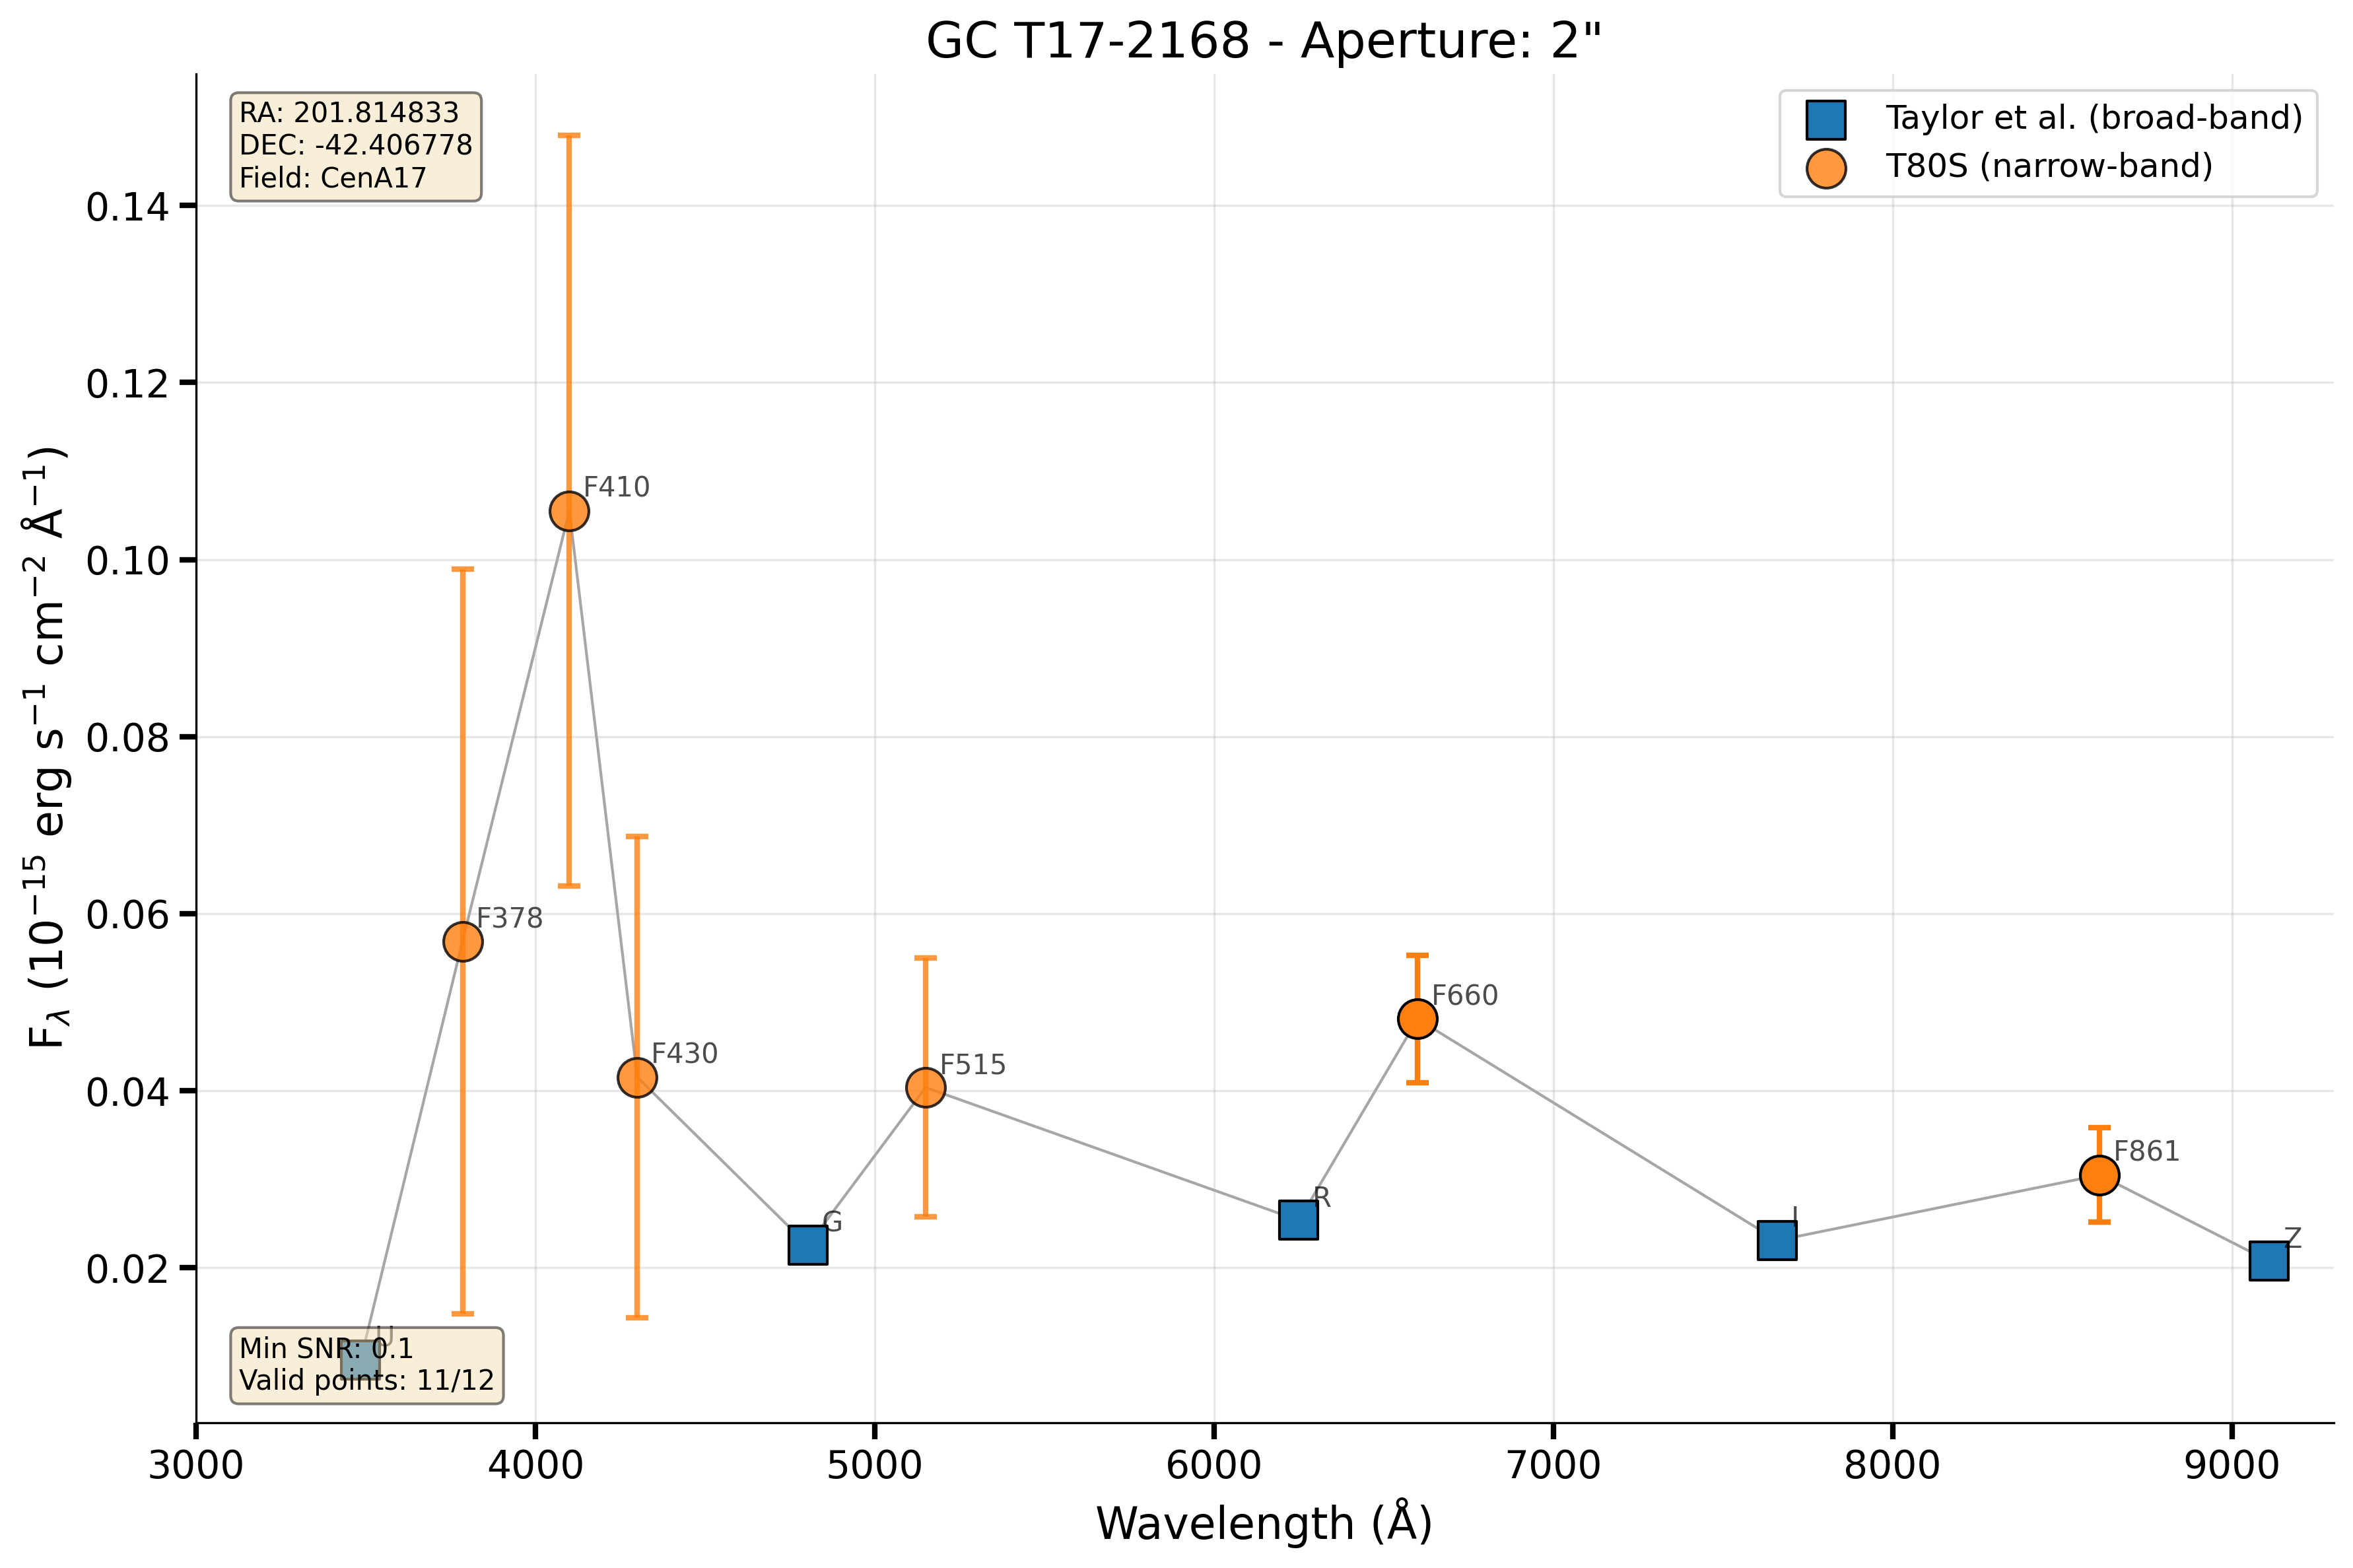 GC T17-2168 - Aperture: 2"
RA: 201.814833
DEC: -42.406778
Field: CenA17
Taylor et al. (broad-band)
T80S (narrow-band)
F$_{\lambda}$ (10$^{-15}$ erg s$^{-1}$ cm$^{-2}$ Å$^{-1}$)
0.14
0.12
0.10
0.08
0.06
0.04
0.02
F410
F378
F430
F515
F660
F861
G
R
I
Z
U
Min SNR: 0.1
Valid points: 11/12
3000 4000 5000 6000 7000 8000 9000
Wavelength (Å)